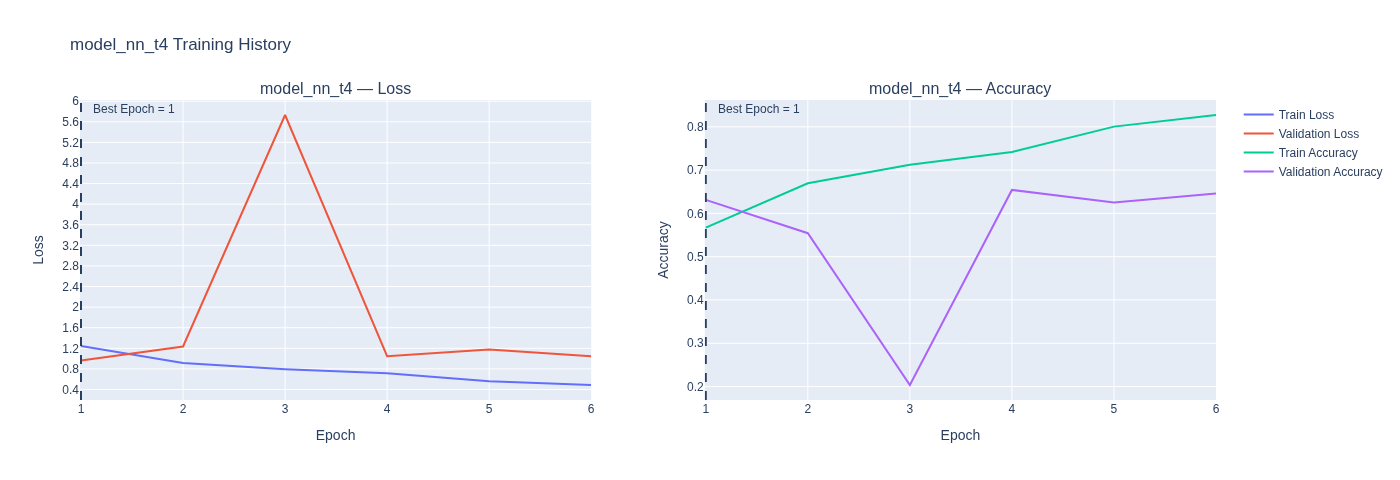 model_nn_t4 Training History
model_nn_t4 — Loss
Best Epoch = 1
6
5.6
5.2
4.8
4.4
4
3.6
3.2
2.8
2.4
2
1.6
1.2
0.8
0.4
Loss
1 2 3 4 5 6
Epoch
model_nn_t4 — Accuracy
Best Epoch = 1
0.8
0.7
0.6
0.5
0.4
0.3
0.2
Accuracy
1 2 3 4 5 6
Epoch
Train Loss
Validation Loss
Train Accuracy
Validation Accuracy